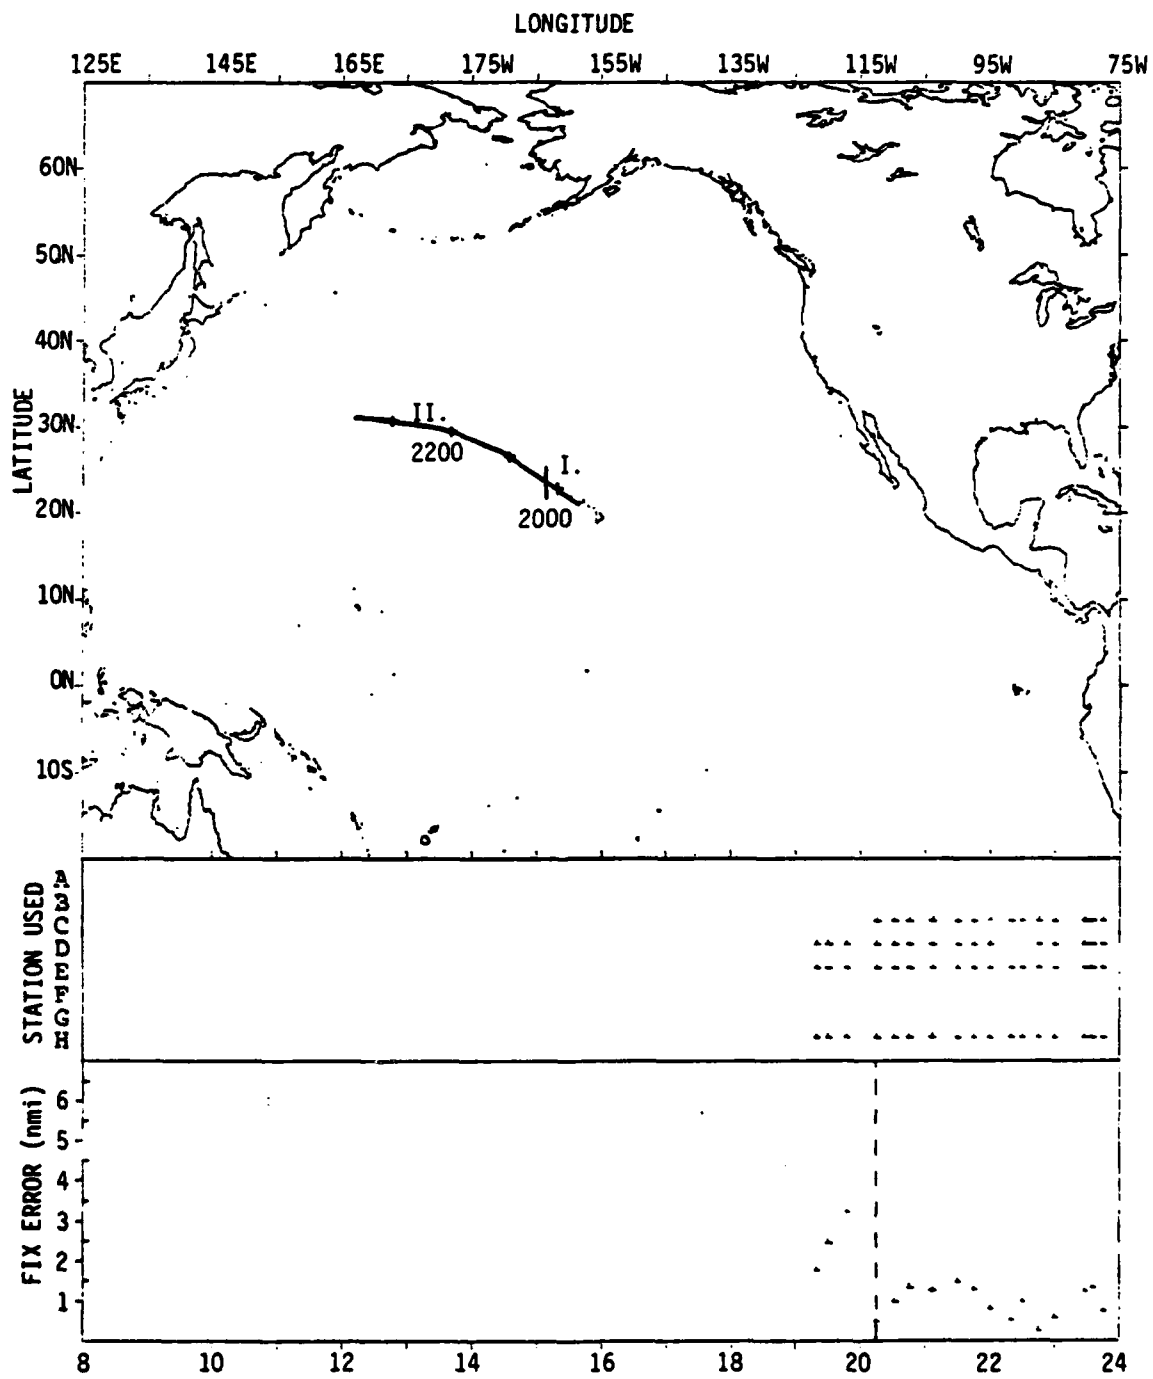 LONGITUDE
125E 145E 165E 175W 155W 135W 115W 95W 75W
60N
50N
40N
30N
20N
10N
0N
10S
LATITUDE
II.
2200
I.
2000
STATION USED
A
B
C
D
E
F
G
H
FIX ERROR (nmi)
6
5
4
3
2
1
8 10 12 14 16 18 20 22 24